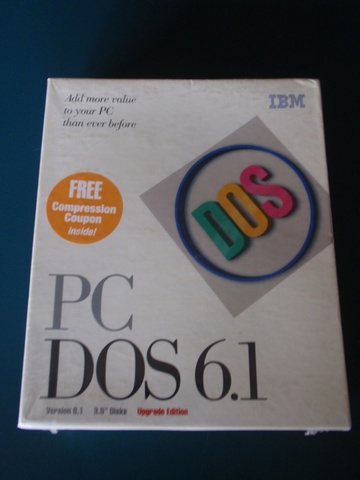 Add more value
to your PC
than ever before
IBM
FREE
Compression
Coupon
inside!
DOS
PC
DOS 6.1
Version 6.1 3.5" Disks Upgrade Edition